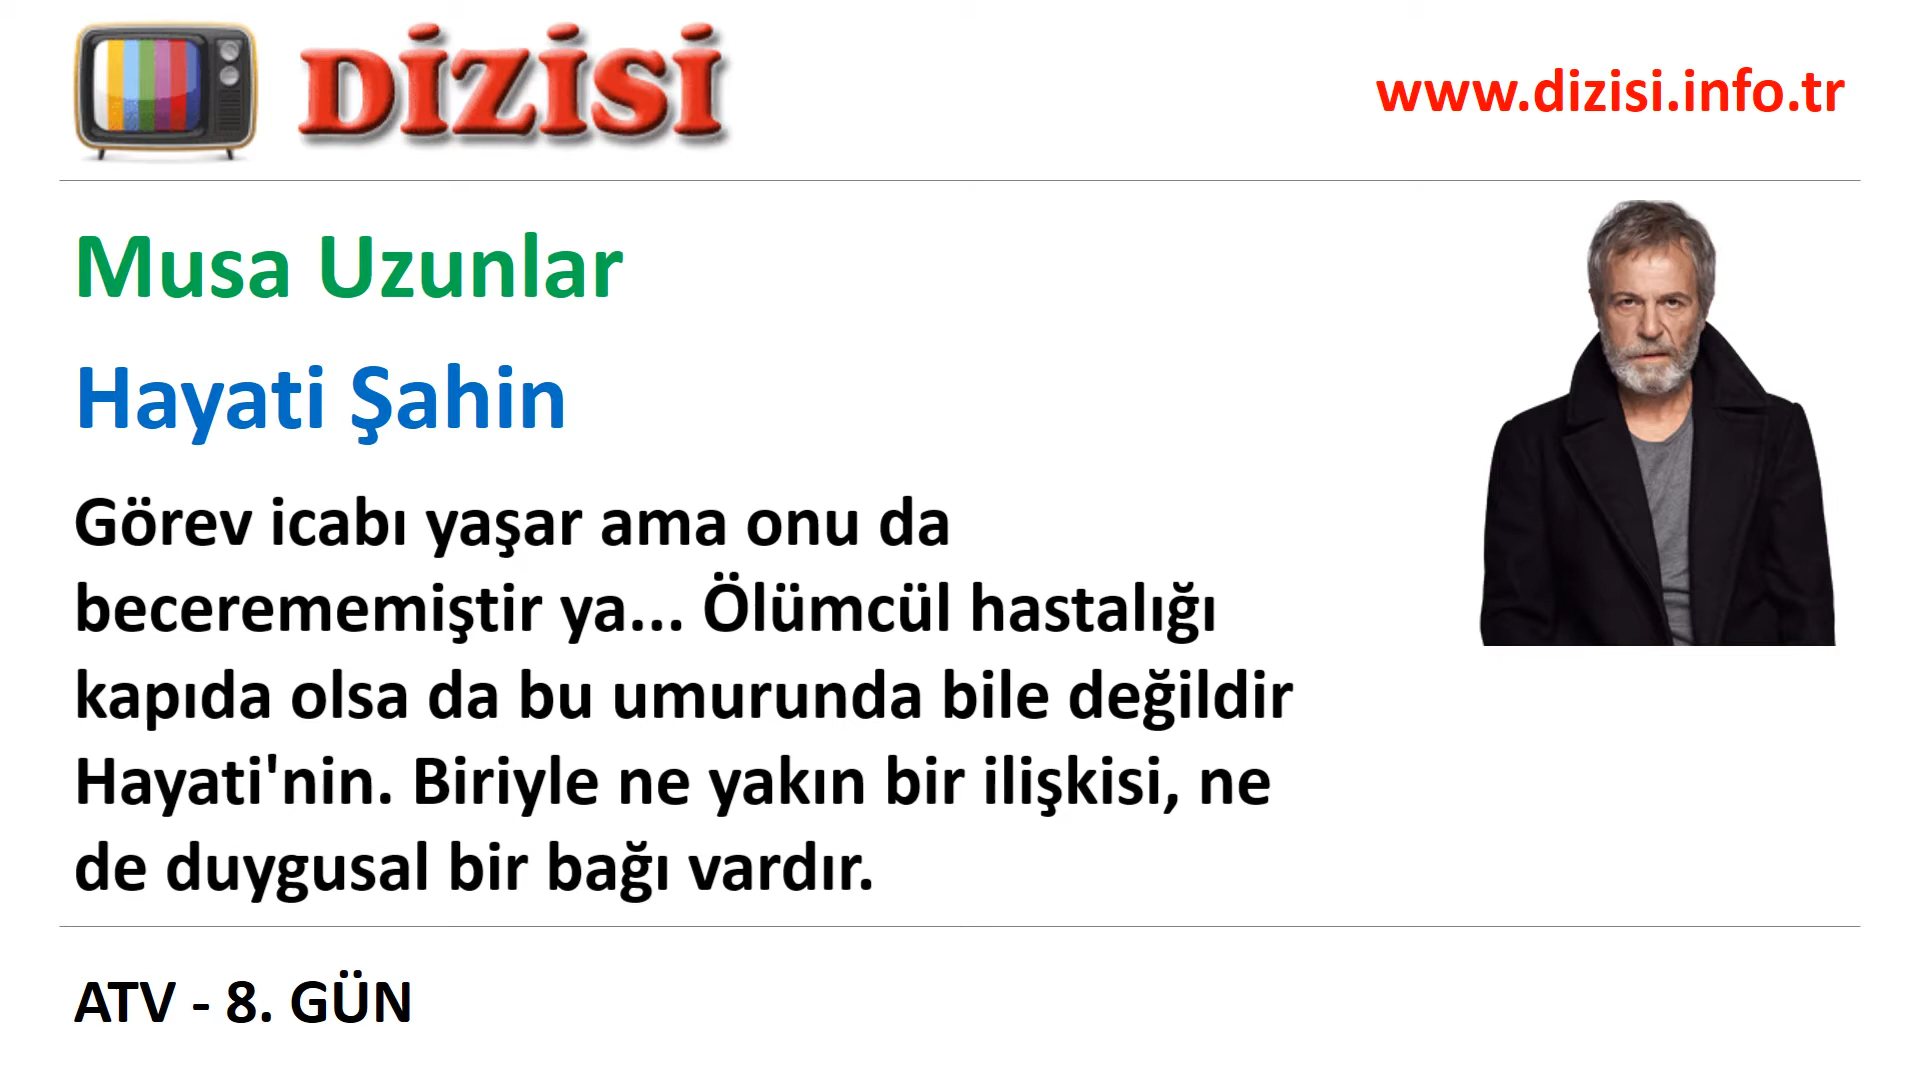 DİZİSİ
www.dizisi.info.tr
Musa Uzunlar
Hayati Şahin
Görev icabı yaşar ama onu da
becerememiştir ya... Ölümcül hastalığı
kapıda olsa da bu umurunda bile değildir
Hayati'nin. Biriyle ne yakın bir ilişkisi, ne
de duygusal bir bağı vardır.
ATV - 8. GÜN